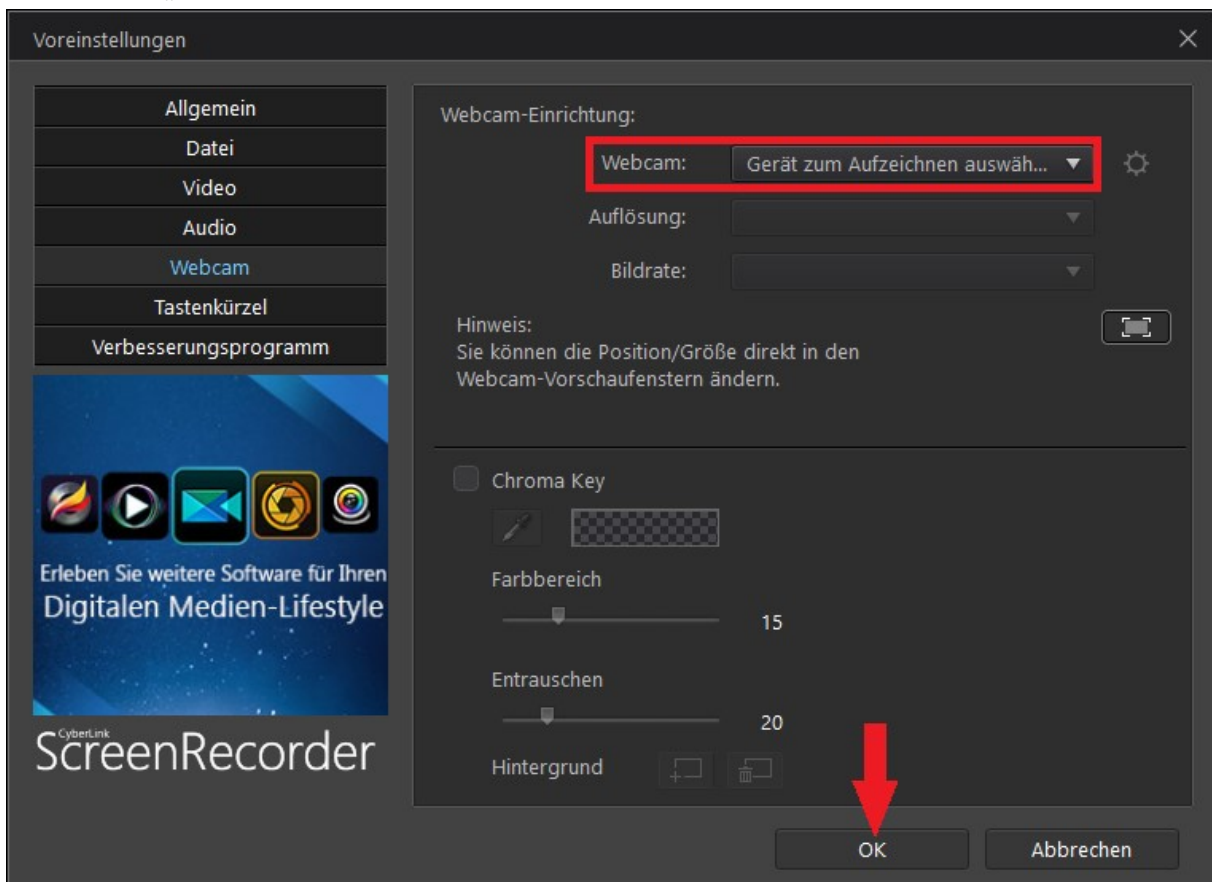 Voreinstellungen
Allgemein
Datei
Video
Audio
Webcam
Tastenkürzel
Verbesserungsprogramm
Erleben Sie weitere Software für Ihren
Digitalen Medien-Lifestyle
CyberLink
ScreenRecorder
Webcam-Einrichtung:
Webcam: Gerät zum Aufzeichnen auswäh...
Auflösung:
Bildrate:
Hinweis:
Sie können die Position/Größe direkt in den
Webcam-Vorschaufenstern ändern.
Chroma Key
Farbbereich
15
Entrauschen
20
Hintergrund
OK Abbrechen